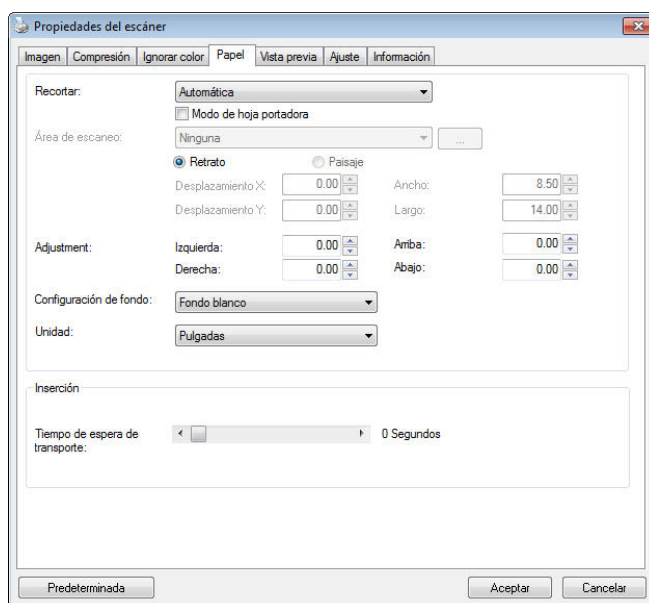 Propiedades del escáner
Imagen Compresión Ignorar color Papel Vista previa Ajuste Información
Recortar: Automática
Modo de hoja portadora
Área de escaneo: Ninguna ...
Retrato Paisaje
Desplazamiento X: 0.00 Ancho: 8.50
Desplazamiento Y: 0.00 Largo: 14.00
Adjustment: Izquierda: 0.00 Arriba: 0.00
Derecha: 0.00 Abajo: 0.00
Configuración de fondo: Fondo blanco
Unidad: Pulgadas
Inserción
Tiempo de espera de 0 Segundos
transporte:
Predeterminada Aceptar Cancelar